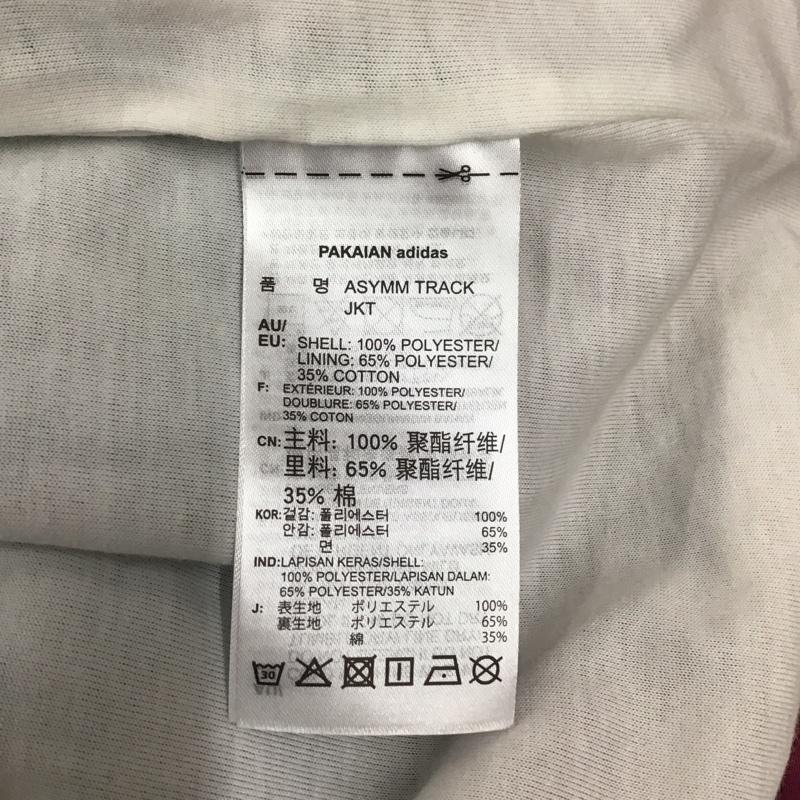 PAKAIAN adidas
품 명 ASYMM TRACK
JKT
AU/
EU: SHELL: 100% POLYESTER/
LINING: 65% POLYESTER/
35% COTTON
F: EXTÉRIEUR: 100% POLYESTER/
DOUBLURE: 65% POLYESTER/
35% COTON
CN: 主料: 100% 聚酯纤维/
里料: 65% 聚酯纤维/
35% 棉
KOR: 겉감: 폴리에스터 100%
안감: 폴리에스터 65%
면 35%
IND: LAPISAN KERAS/SHELL:
100% POLYESTER/LAPISAN DALAM:
65% POLYESTER/35% KATUN
J: 表生地 ポリエステル 100%
裏生地 ポリエステル 65%
綿 35%
30